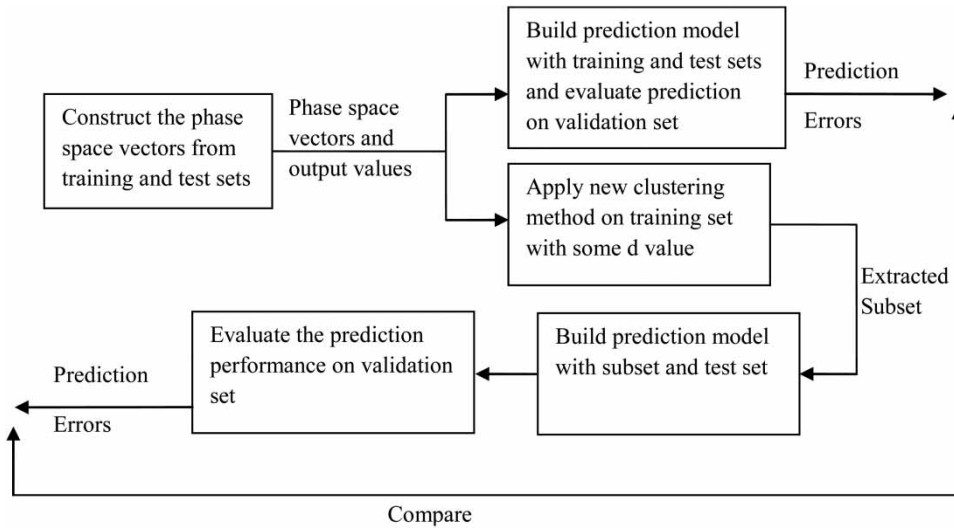 Construct the phase
space vectors from
training and test sets
Phase space
vectors and
output values
Build prediction model
with training and test sets
and evaluate prediction
on validation set
Prediction
Errors
Apply new clustering
method on training set
with some d value
Extracted
Subset
Build prediction model
with subset and test set
Evaluate the prediction
performance on validation
set
Prediction
Errors
Compare